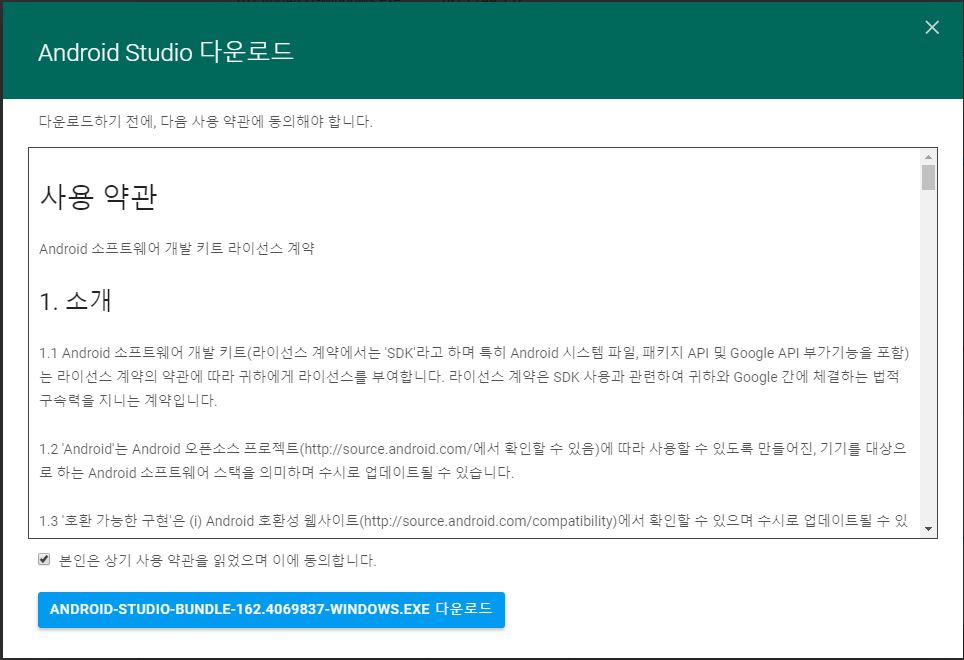 Android Studio 다운로드
다운로드하기 전에, 다음 사용 약관에 동의해야 합니다.
사용 약관
Android 소프트웨어 개발 키트 라이선스 계약
1. 소개
1.1 Android 소프트웨어 개발 키트(라이선스 계약에서는 'SDK'라고 하며 특히 Android 시스템 파일, 패키지 API 및 Google API 부가기능을 포함)
는 라이선스 계약의 약관에 따라 귀하에게 라이선스를 부여합니다. 라이선스 계약은 SDK 사용과 관련하여 귀하와 Google 간에 체결하는 법적
구속력을 지니는 계약입니다.
1.2 'Android'는 Android 오픈소스 프로젝트(http://source.android.com/에서 확인할 수 있음)에 따라 사용할 수 있도록 만들어진, 기기를 대상으
로 하는 Android 소프트웨어 스택을 의미하며 수시로 업데이트될 수 있습니다.
1.3 '호환 가능한 구현'은 (i) Android 호환성 웹사이트(http://source.android.com/compatibility)에서 확인할 수 있으며 수시로 업데이트될 수 있
본인은 상기 사용 약관을 읽었으며 이에 동의합니다.
ANDROID-STUDIO-BUNDLE-162.4069837-WINDOWS.EXE 다운로드